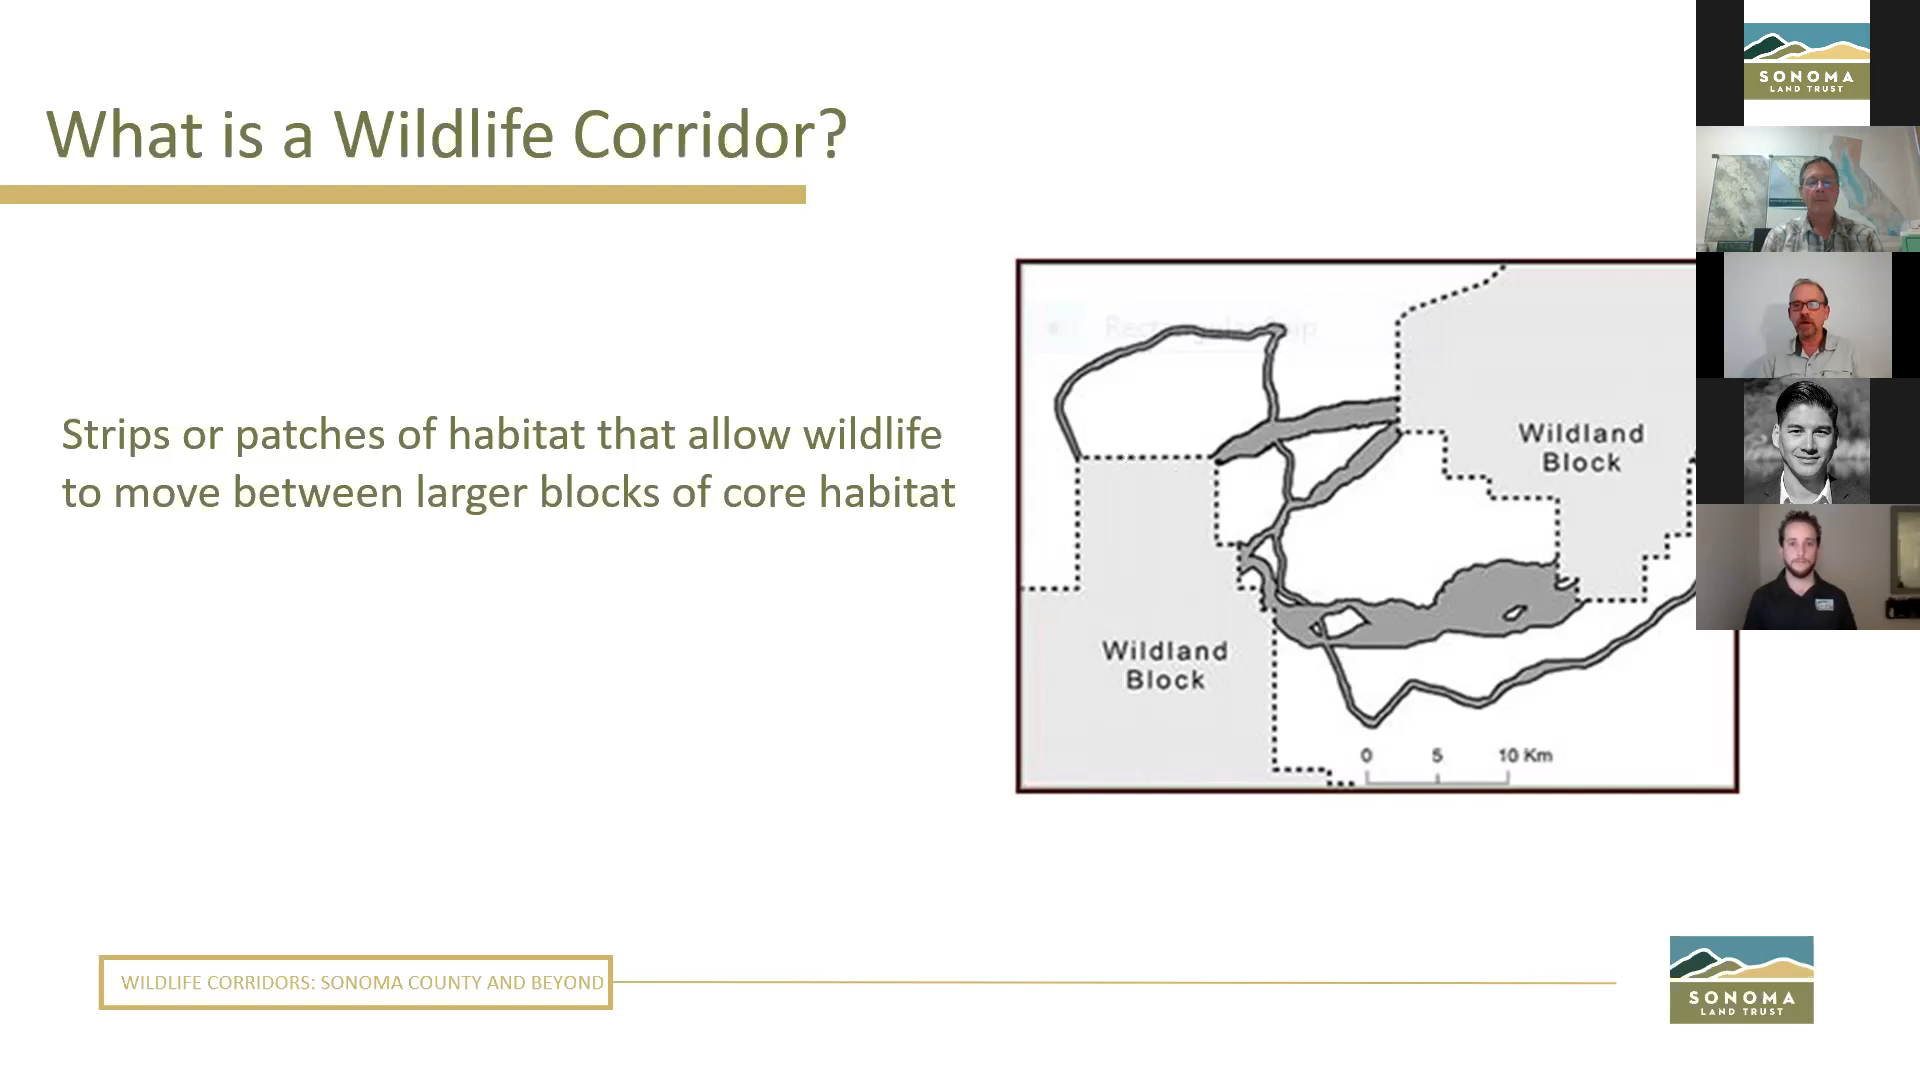 What is a Wildlife Corridor?
Strips or patches of habitat that allow wildlife
to move between larger blocks of core habitat
Wildland
Block
Wildland
Block
0 5 10 Km
WILDLIFE CORRIDORS: SONOMA COUNTY AND BEYOND
SONOMA
LAND TRUST
SONOMA
LAND TRUST